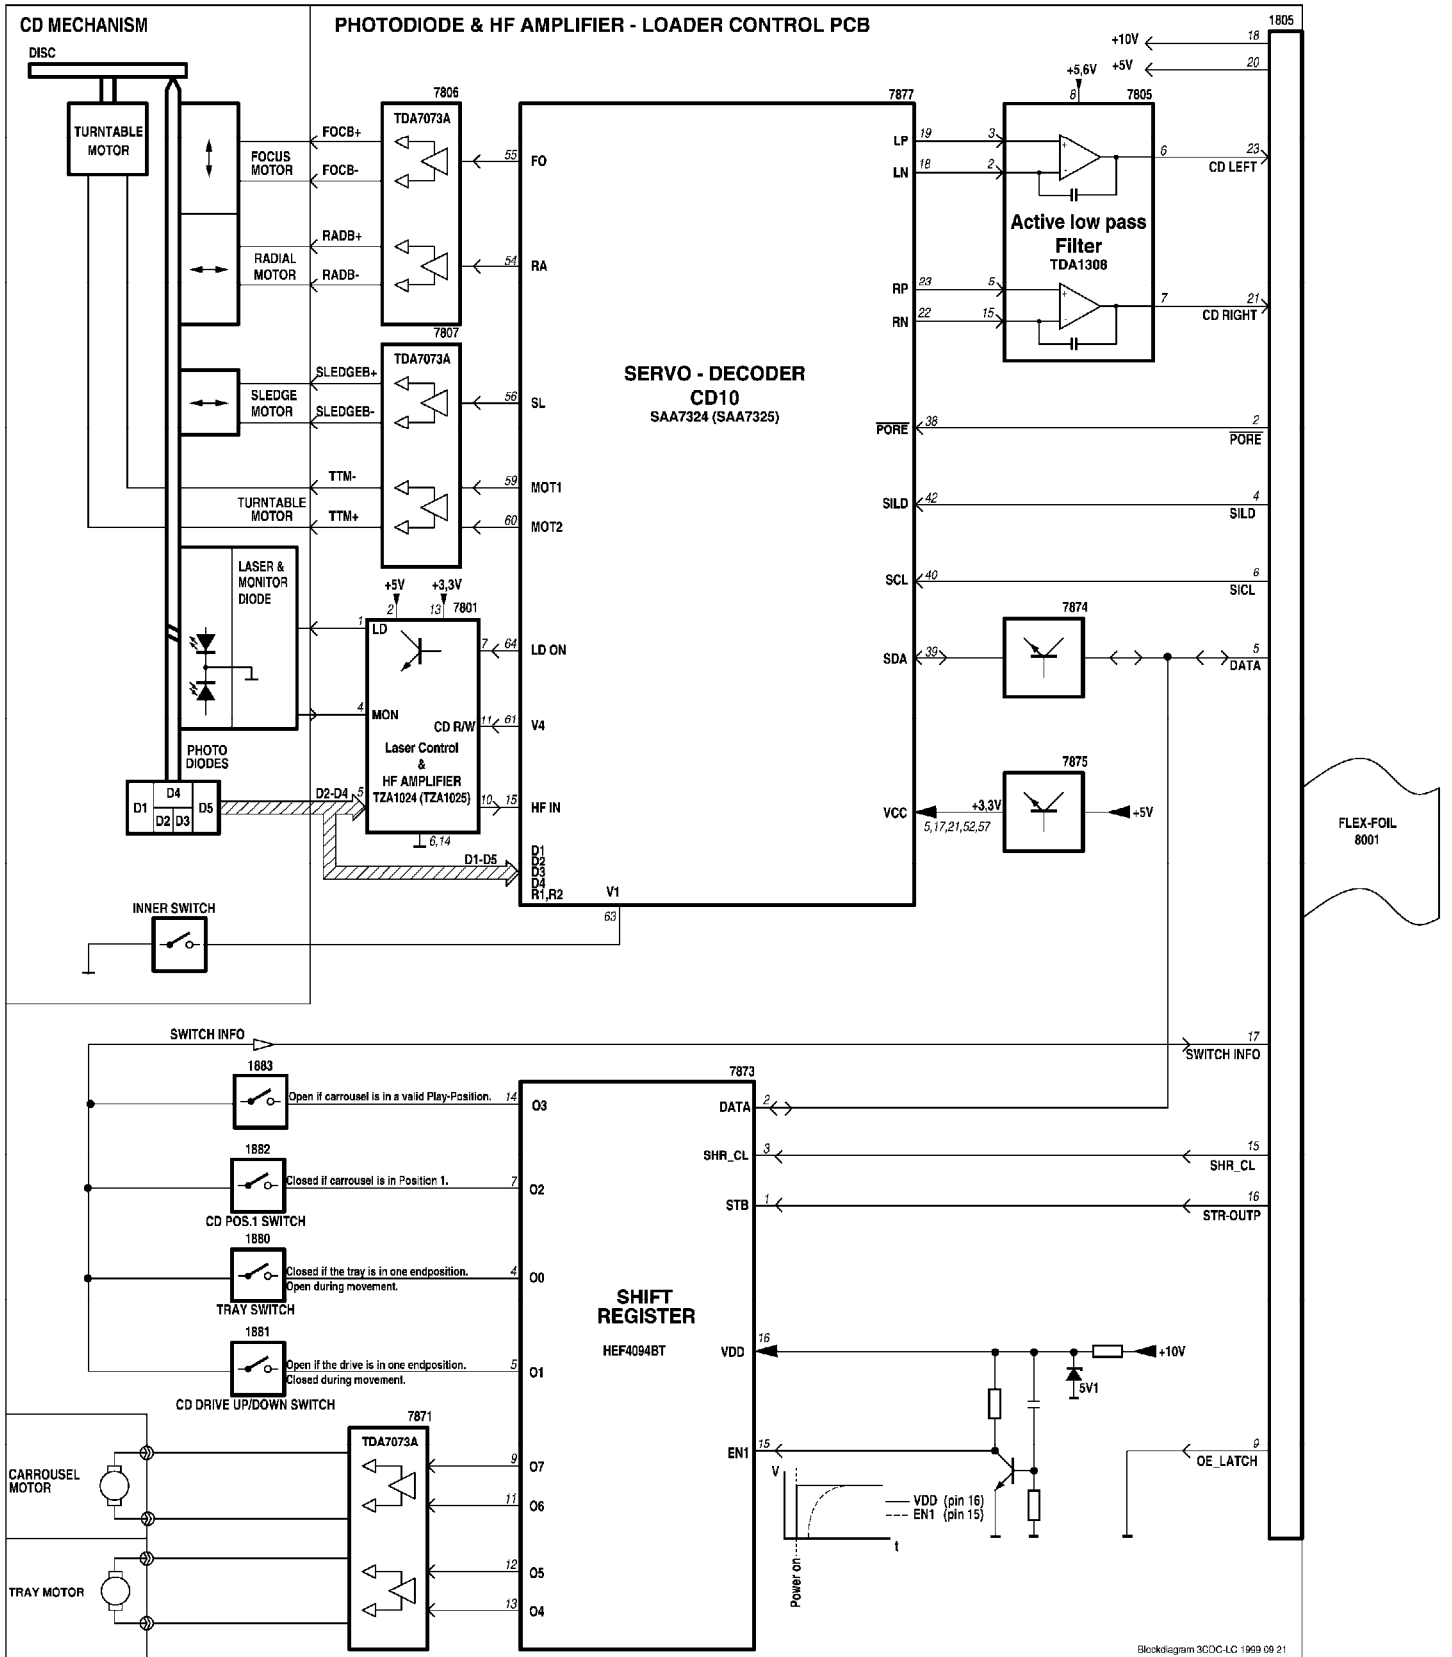 CD MECHANISM
PHOTODIODE & HF AMPLIFIER - LOADER CONTROL PCB
1805
DISC
+10V
18
+5V
20
+5,6V
8
7806
7877
7805
TDA7073A
TURNTABLE
MOTOR
FOCUS
MOTOR
FOCB+
FOCB-
55
FO
LP
19
3
+
-
6
23
CD LEFT
LN
18
2
Active low pass
Filter
TDA1308
RADIAL
MOTOR
RADB+
RADB-
54
RA
RP
23
5
+
-
7
21
CD RIGHT
RN
22
15
7807
TDA7073A
SLEDGE
MOTOR
SLEDGEB+
SLEDGEB-
56
SL
SERVO - DECODER
CD10
SAA7324 (SAA7325)
PORE
38
2
PORE
TURNTABLE
MOTOR
TTM-
TTM+
59
MOT1
60
MOT2
SILD
42
4
SILD
SCL
40
6
SICL
LASER &
MONITOR
DIODE
+5V
+3,3V
2
13
7801
1
LD
7
64
LD ON
7874
SDA
39
5
DATA
4
MON
CD R/W
11
61
V4
Laser Control
&
HF AMPLIFIER
TZA1024 (TZA1025)
PHOTO
DIODES
D1
D4
D2
D3
D5
D2-D4
5
10
15
HF IN
6,14
7875
VCC
+3,3V
5,17,21,52,57
+5V
D1-D5
D1
D2
D3
D4
R1,R2
V1
63
FLEX-FOIL
8001
INNER SWITCH
SWITCH INFO
17
SWITCH INFO
1883
Open if carrousel is in a valid Play-Position.
14
O3
7873
DATA
2
SHR_CL
3
15
SHR_CL
1882
Closed if carrousel is in Position 1.
7
O2
CD POS.1 SWITCH
STB
1
16
STR-OUTP
1880
Closed if the tray is in one endposition.
Open during movement.
4
O0
TRAY SWITCH
SHIFT
REGISTER
HEF4094BT
1881
Open if the drive is in one endposition.
Closed during movement.
5
O1
CD DRIVE UP/DOWN SWITCH
VDD
16
+10V
5V1
7871
TDA7073A
CARROUSEL
MOTOR
9
O7
11
O6
EN1
15
9
OE_LATCH
V
VDD (pin 16)
EN1 (pin 15)
t
Power on
TRAY MOTOR
12
O5
13
O4
Blockdiagram 3CDC-LC 1999 09 21